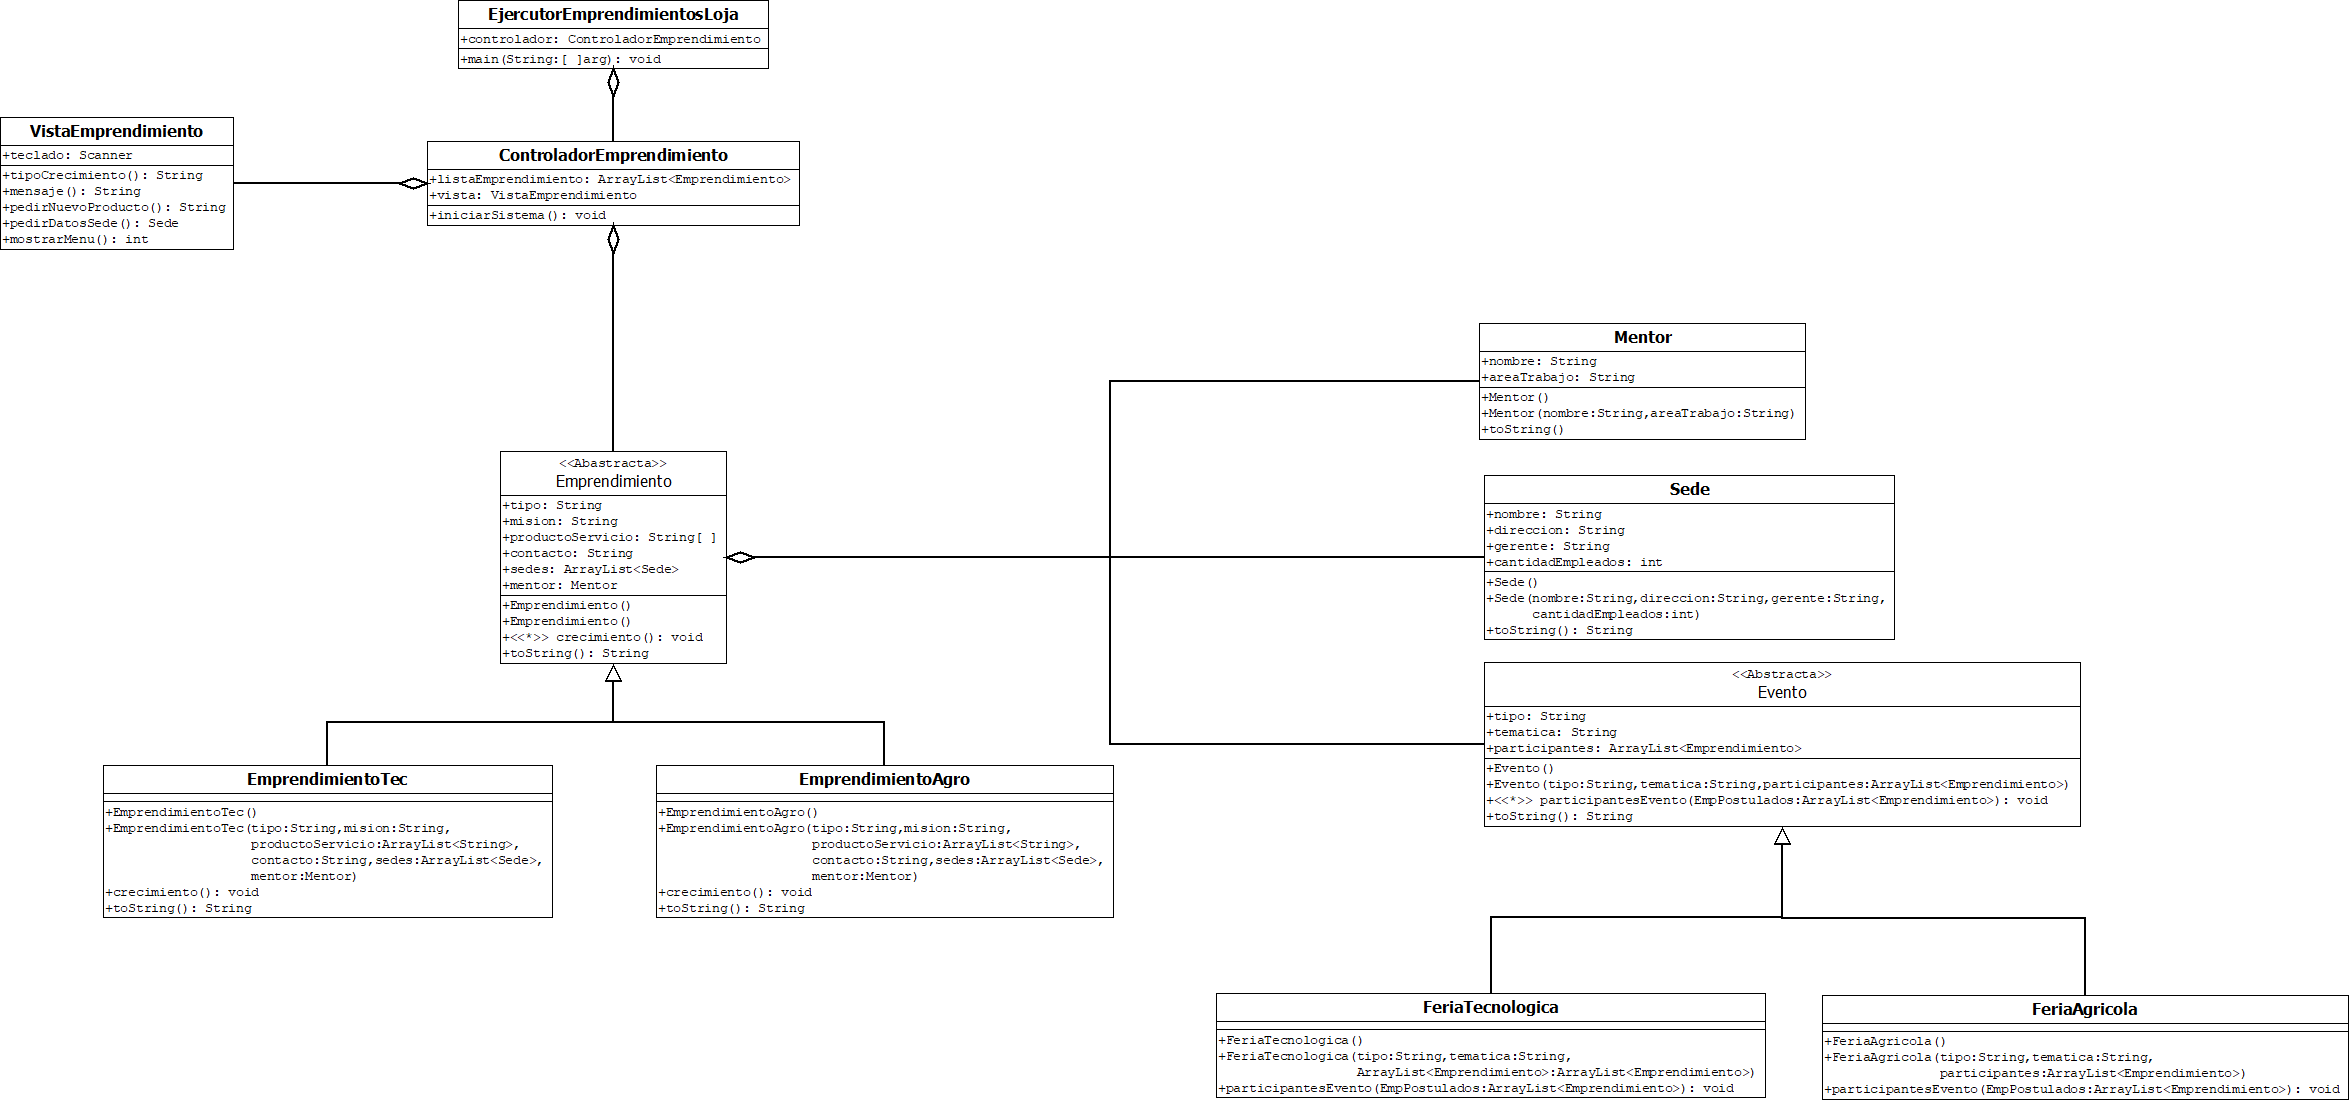 EjercutorEmprendimientosLoja
+controlador: ControladorEmprendimiento
+main(String:[ ]arg): void
VistaEmprendimiento
+teclado: Scanner
+tipoCrecimiento(): String
+mensaje(): String
+pedirNuevoProducto(): String
+pedirDatosSede(): Sede
+mostrarMenu(): int
ControladorEmprendimiento
+listaEmprendimiento: ArrayList<Emprendimiento>
+vista: VistaEmprendimiento
+iniciarSistema(): void
Mentor
+nombre: String
+areaTrabajo: String
+Mentor()
+Mentor(nombre:String,areaTrabajo:String)
+toString()
<<Abastracta>>
Emprendimiento
+tipo: String
+mision: String
+productoServicio: String[ ]
+contacto: String
+sedes: ArrayList<Sede>
+mentor: Mentor
+Emprendimiento()
+Emprendimiento()
+<<*>> crecimiento(): void
+toString(): String
Sede
+nombre: String
+direccion: String
+gerente: String
+cantidadEmpleados: int
+Sede()
+Sede(nombre:String,direccion:String,gerente:String,
cantidadEmpleados:int)
+toString(): String
<<Abstracta>>
Evento
+tipo: String
+tematica: String
+participantes: ArrayList<Emprendimiento>
+Evento()
+Evento(tipo:String,tematica:String,participantes:ArrayList<Emprendimiento>)
+<<*>> participantesEvento(EmpPostulados:ArrayList<Emprendimiento>): void
+toString(): String
EmprendimientoTec
+EmprendimientoTec()
+EmprendimientoTec(tipo:String,mision:String,
productoServicio:ArrayList<String>,
contacto:String,sedes:ArrayList<Sede>,
mentor:Mentor)
+crecimiento(): void
+toString(): String
EmprendimientoAgro
+EmprendimientoAgro()
+EmprendimientoAgro(tipo:String,mision:String,
productoServicio:ArrayList<String>,
contacto:String,sedes:ArrayList<Sede>,
mentor:Mentor)
+crecimiento(): void
+toString(): String
FeriaTecnologica
+FeriaTecnologica()
+FeriaTecnologica(tipo:String,tematica:String,
ArrayList<Emprendimiento>:ArrayList<Emprendimiento>)
+participantesEvento(EmpPostulados:ArrayList<Emprendimiento>): void
FeriaAgricola
+FeriaAgricola()
+FeriaAgricola(tipo:String,tematica:String,
participantes:ArrayList<Emprendimiento>)
+participantesEvento(EmpPostulados:ArrayList<Emprendimiento>): void